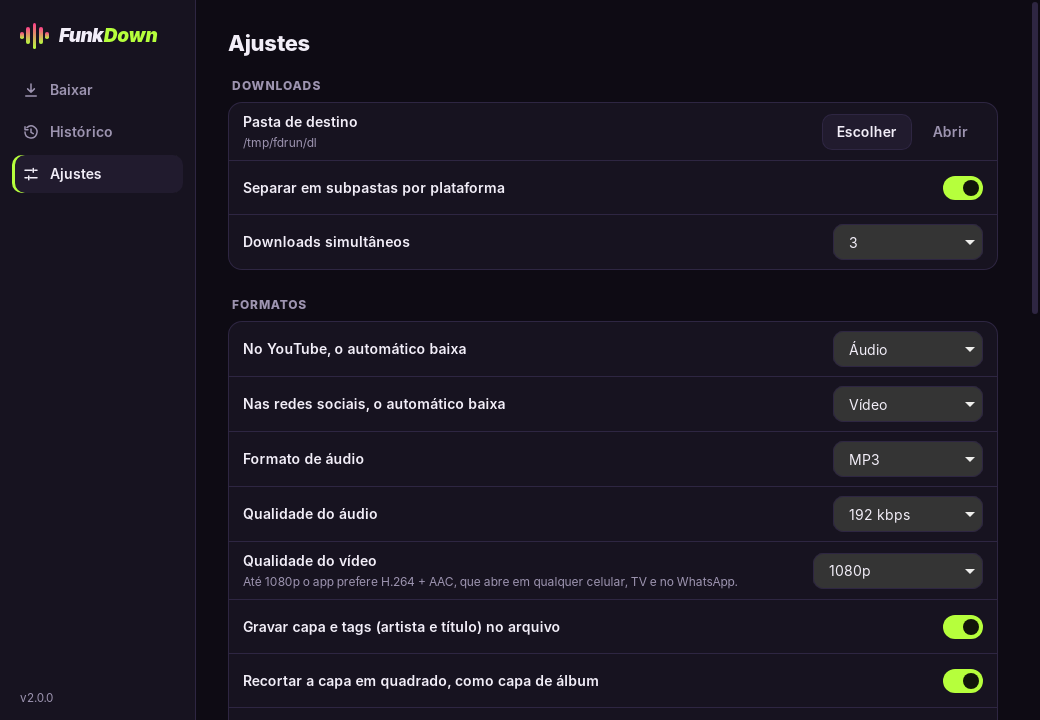 FunkDown
Baixar
Histórico
Ajustes
v2.0.0
Ajustes
DOWNLOADS
Pasta de destino
/tmp/fdrun/dl
Escolher
Abrir
Separar em subpastas por plataforma
Downloads simultâneos
3
FORMATOS
No YouTube, o automático baixa
Áudio
Nas redes sociais, o automático baixa
Vídeo
Formato de áudio
MP3
Qualidade do áudio
192 kbps
Qualidade do vídeo
Até 1080p o app prefere H.264 + AAC, que abre em qualquer celular, TV e no WhatsApp.
1080p
Gravar capa e tags (artista e título) no arquivo
Recortar a capa em quadrado, como capa de álbum